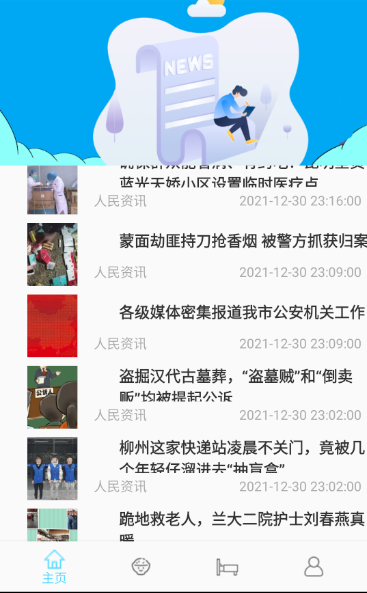 NEWS
蓝光天娇小区设置临时医疗点
人民资讯 2021-12-30 23:16:00
蒙面劫匪持刀抢香烟 被警方抓获归案
人民资讯 2021-12-30 23:09:00
各级媒体密集报道我市公安机关工作
人民资讯 2021-12-30 23:09:00
盗掘汉代古墓葬，“盗墓贼”和“倒卖
贩”均被提起公诉
人民资讯 2021-12-30 23:02:00
柳州这家快递站凌晨不关门，竟被几
个年轻仔溜进去“抽盲盒”
人民资讯 2021-12-30 23:02:00
跪地救老人，兰大二院护士刘春燕真
暖
主页